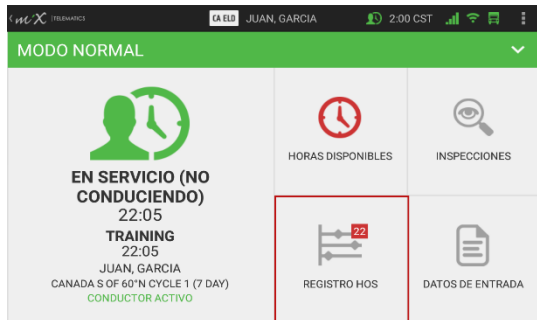 mx TELEMATICS
CA ELD JUAN, GARCIA 2:00 CST
MODO NORMAL
EN SERVICIO (NO
CONDUCIENDO)
22:05
TRAINING
22:05
JUAN, GARCIA
CANADA S OF 60°N CYCLE 1 (7 DAY)
CONDUCTOR ACTIVO
HORAS DISPONIBLES
INSPECCIONES
22
REGISTRO HOS
DATOS DE ENTRADA